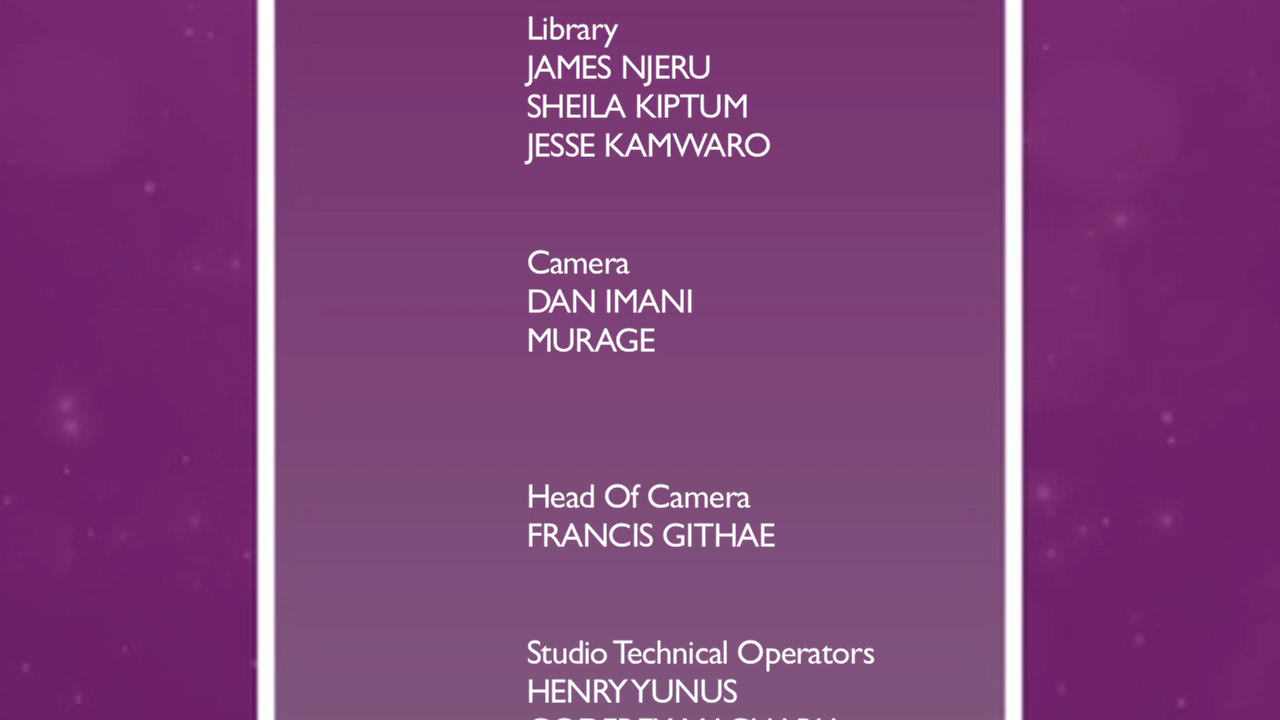 Library
JAMES NJERU
SHEILA KIPTUM
JESSE KAMWARO
Camera
DAN IMANI
MURAGE
Head Of Camera
FRANCIS GITHAE
Studio Technical Operators
HENRY YUNUS